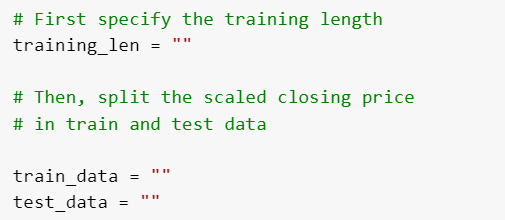 # First specify the training length
training_len = ""
# Then, split the scaled closing price
# in train and test data
train_data = ""
test_data = ""